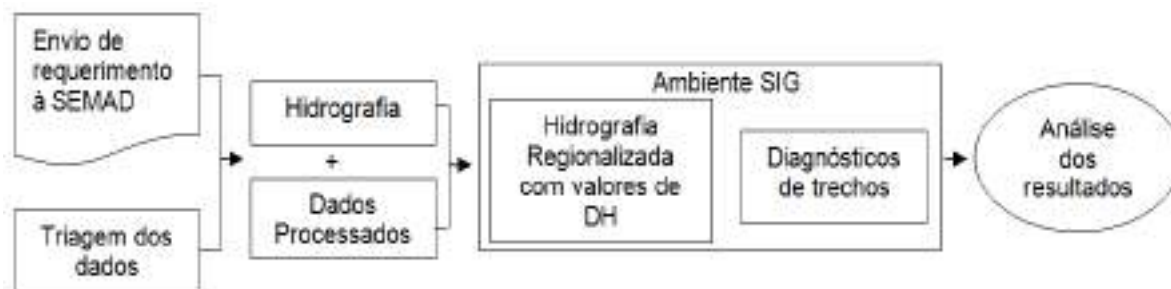 Envio de
requerimento
à SEMAD
Triagem dos
dados
Hidrografia
+
Dados
Processados
Ambiente SIG
Hidrografia
Regionalizada
com valores de
DH
Diagnósticos
de trechos
Análise
dos
resultados